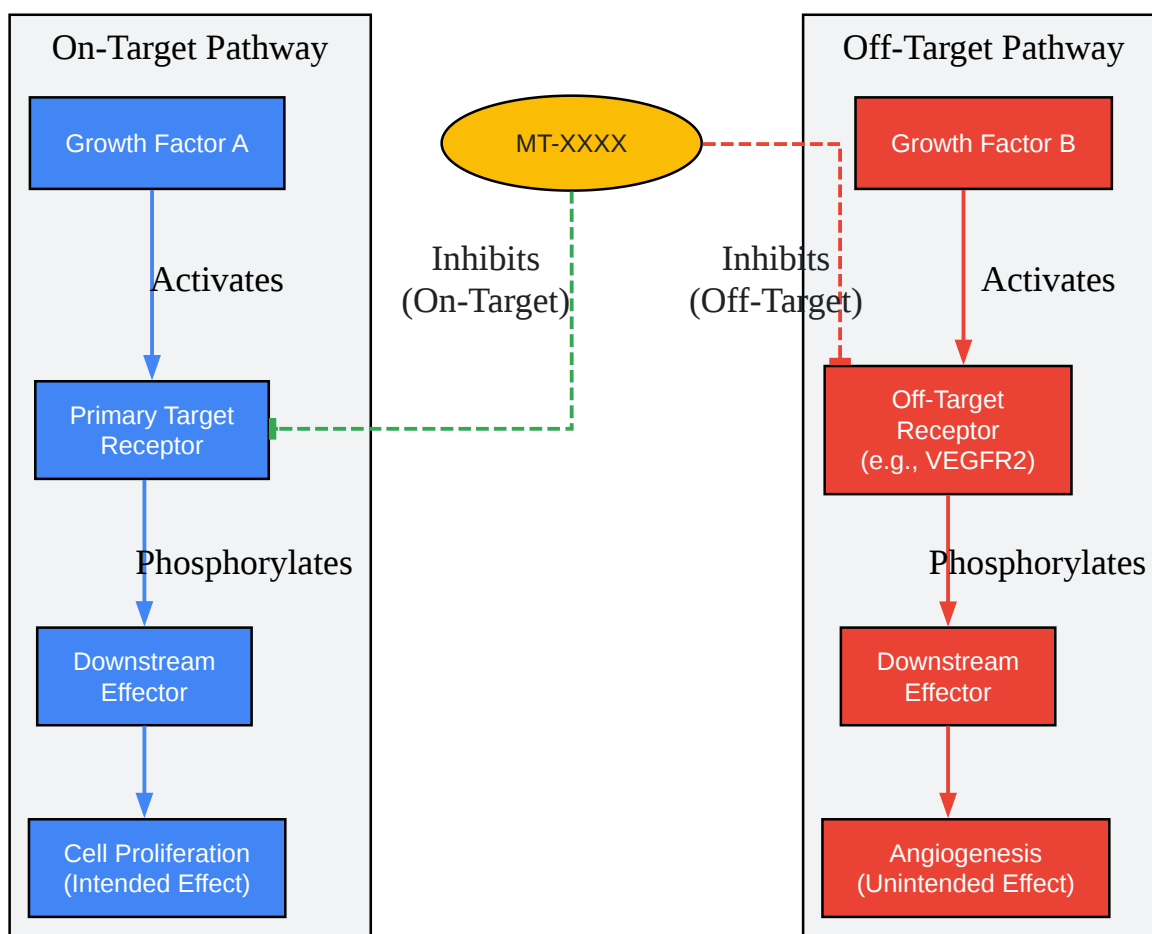 On-Target Pathway
Growth Factor A
Activates
Primary Target
Receptor
Phosphorylates
Downstream
Effector
Cell Proliferation
(Intended Effect)
MT-XXXX
Inhibits
(On-Target)
Inhibits
(Off-Target)
Off-Target Pathway
Growth Factor B
Activates
Off-Target
Receptor
(e.g., VEGFR2)
Phosphorylates
Downstream
Effector
Angiogenesis
(Unintended Effect)